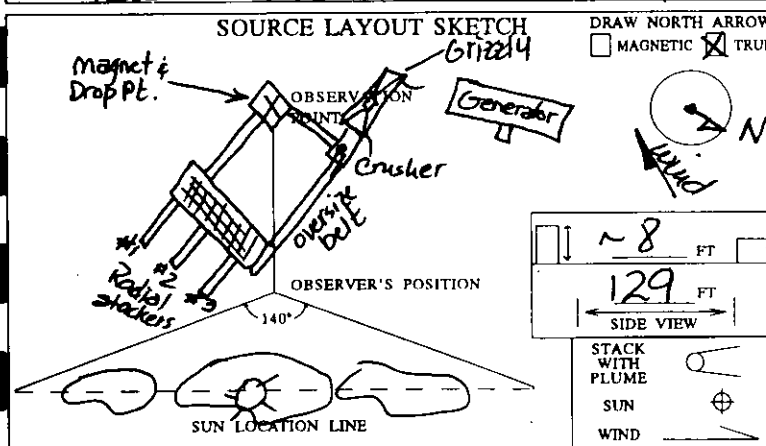 SOURCE LAYOUT SKETCH
DRAW NORTH ARROW
MAGNETIC TRU
Grizzly
Magnet &
Drop Pt.
OBSERVATION
POINT
Generator
N
wind
Crusher
oversize
belt
#1
#2
#3
Radial
stackers
OBSERVER'S POSITION
140°
SUN LOCATION LINE
~ 8 FT
129 FT
SIDE VIEW
STACK
WITH
PLUME
SUN
WIND